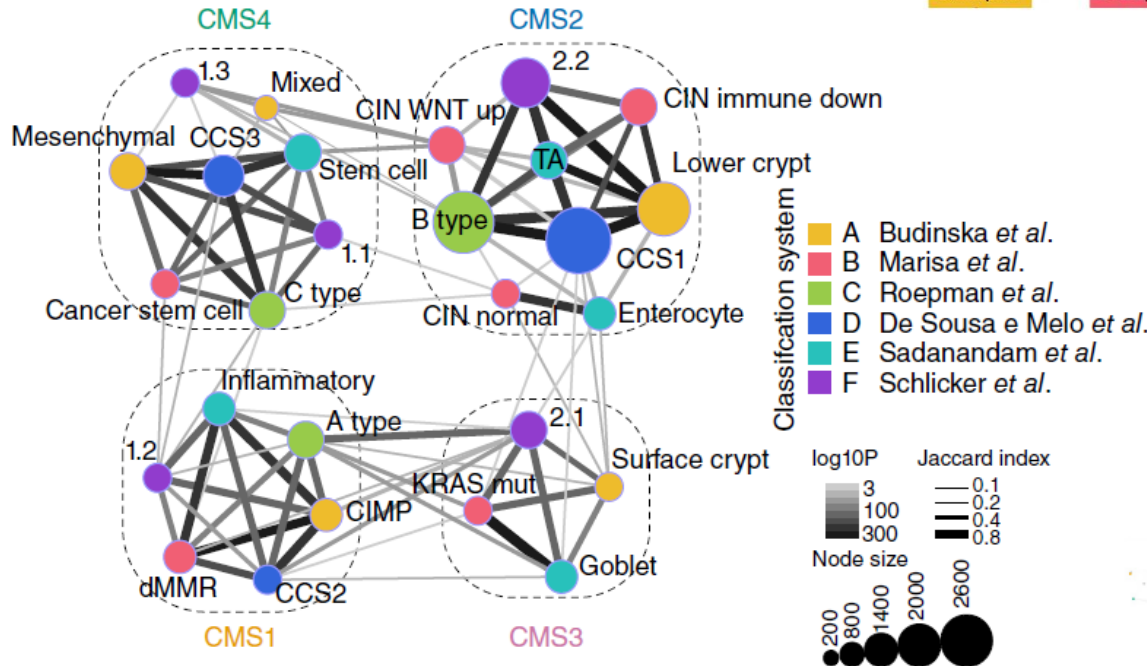 CMS4
CMS2
1.3
Mixed
2.2
CIN WNT up
CIN immune down
Mesenchymal
CCS3
Stem cell
TA
Lower crypt
B type
1.1
CCS1
Cancer stem cell
C type
CIN normal
Enterocyte
Inflammatory
A type
2.1
1.2
KRAS mut
Surface crypt
CIMP
dMMR
CCS2
Goblet
CMS1
CMS3
Classifcation system
A Budinska et al.
B Marisa et al.
C Roepman et al.
D De Sousa e Melo et al.
E Sadanandam et al.
F Schlicker et al.
log10P
3
100
300
Jaccard index
0.1
0.2
0.4
0.8
Node size
200
800
1400
2000
2600